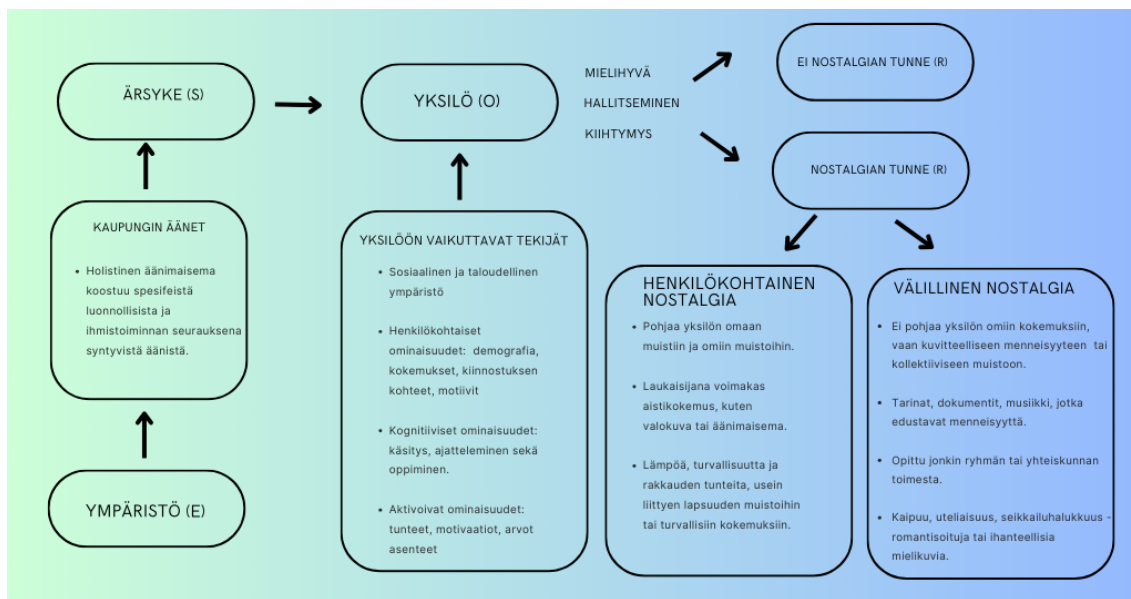 ÄRSYKE (S)
YKSILÖ (O)
MIELIHYVÄ
HALLITSEMINEN
KIIHTYMYS
EI NOSTALGIAN TUNNE (R)
NOSTALGIAN TUNNE (R)
KAUPUNGIN ÄÄNET
• Holistinen äänimaisema
koostuu spesifeistä
luonnollisista ja
ihmistoiminnan seurauksena
syntyvistä äänistä.
YMPÄRISTÖ (E)
YKSILÖÖN VAIKUTTAVAT TEKIJÄT
• Sosiaalinen ja taloudellinen
ympäristö
• Henkilökohtaiset
ominaisuudet: demografia,
kokemukset, kiinnostuksen
kohteet, motiivit
• Kognitiiviset ominaisuudet:
käsitys, ajatteleminen sekä
oppiminen.
• Aktivoivat ominaisuudet:
tunteet, motivaatiot, arvot
asenteet
HENKILÖKOHTAINEN
NOSTALGIA
• Pohjaa yksilön omaan
muistiin ja omiin muistoihin.
• Laukaisijana voimakas
aistikokemus, kuten
valokuva tai äänimaisema.
• Lämpöä, turvallisuutta ja
rakkauden tunteita, usein
liittyen lapsuuden muistoihin
tai turvallisiin kokemuksiin.
VÄLILLINEN NOSTALGIA
• Ei pohjaa yksilön omiin kokemuksiin,
vaan kuvitteelliseen menneisyyteen tai
kollektiiviseen muistoon.
• Tarinat, dokumentit, musiikki, jotka
edustavat menneisyyttä.
• Opittu jonkin ryhmän tai yhteiskunnan
toimesta.
• Kaipuu, uteliaisuus, seikkailuhalukkuus -
romantisoituja tai ihanteellisia
mielikuvia.